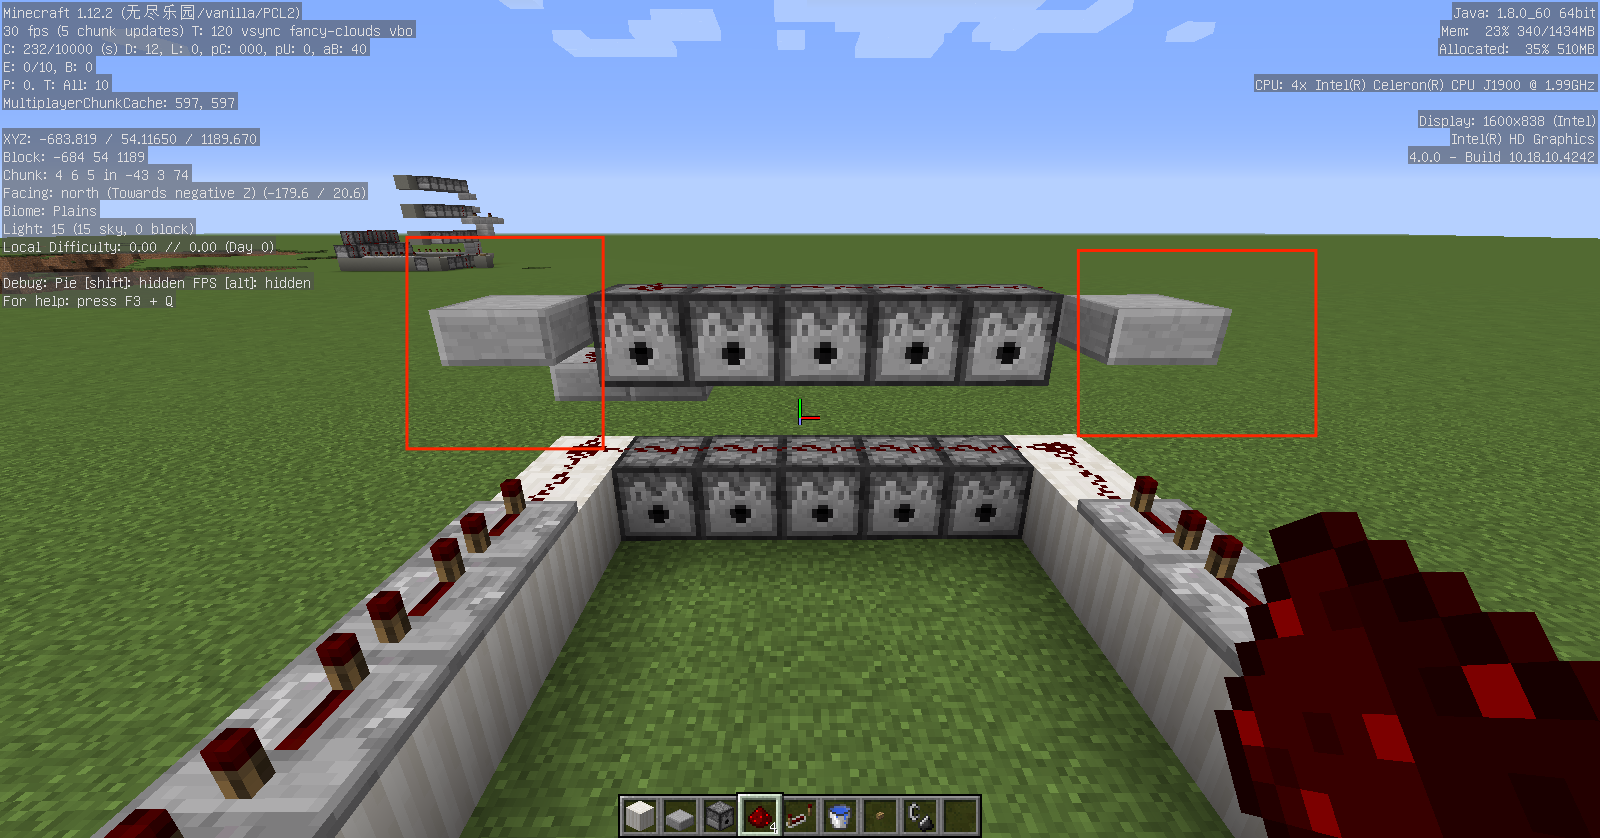 Minecraft 1.12.2 (无尽乐园/vanilla/PCL2)
30 fps (5 chunk updates) T: 120 vsync fancy-clouds vbo
C: 232/10000 (s) D: 12, L: 0, pC: 000, pU: 0, aB: 40
E: 0/10, B: 0
P: 0. T: All: 10
MultiplayerChunkCache: 597, 597
XYZ: -683.819 / 54.11650 / 1189.670
Block: -684 54 1189
Chunk: 4 6 5 in -43 3 74
Facing: north (Towards negative Z) (-179.6 / 20.6)
Biome: Plains
Light: 15 (15 sky, 0 block)
Local Difficulty: 0.00 // 0.00 (Day 0)
Debug: Pie [shift]: hidden FPS [alt]: hidden
For help: press F3 + Q
Java: 1.8.0_60 64bit
Mem: 23% 340/1434MB
Allocated: 35% 510MB
CPU: 4x Intel(R) Celeron(R) CPU J1900 @ 1.99GHz
Display: 1600x838 (Intel)
Intel(R) HD Graphics
4.0.0 - Build 10.18.10.4242
4